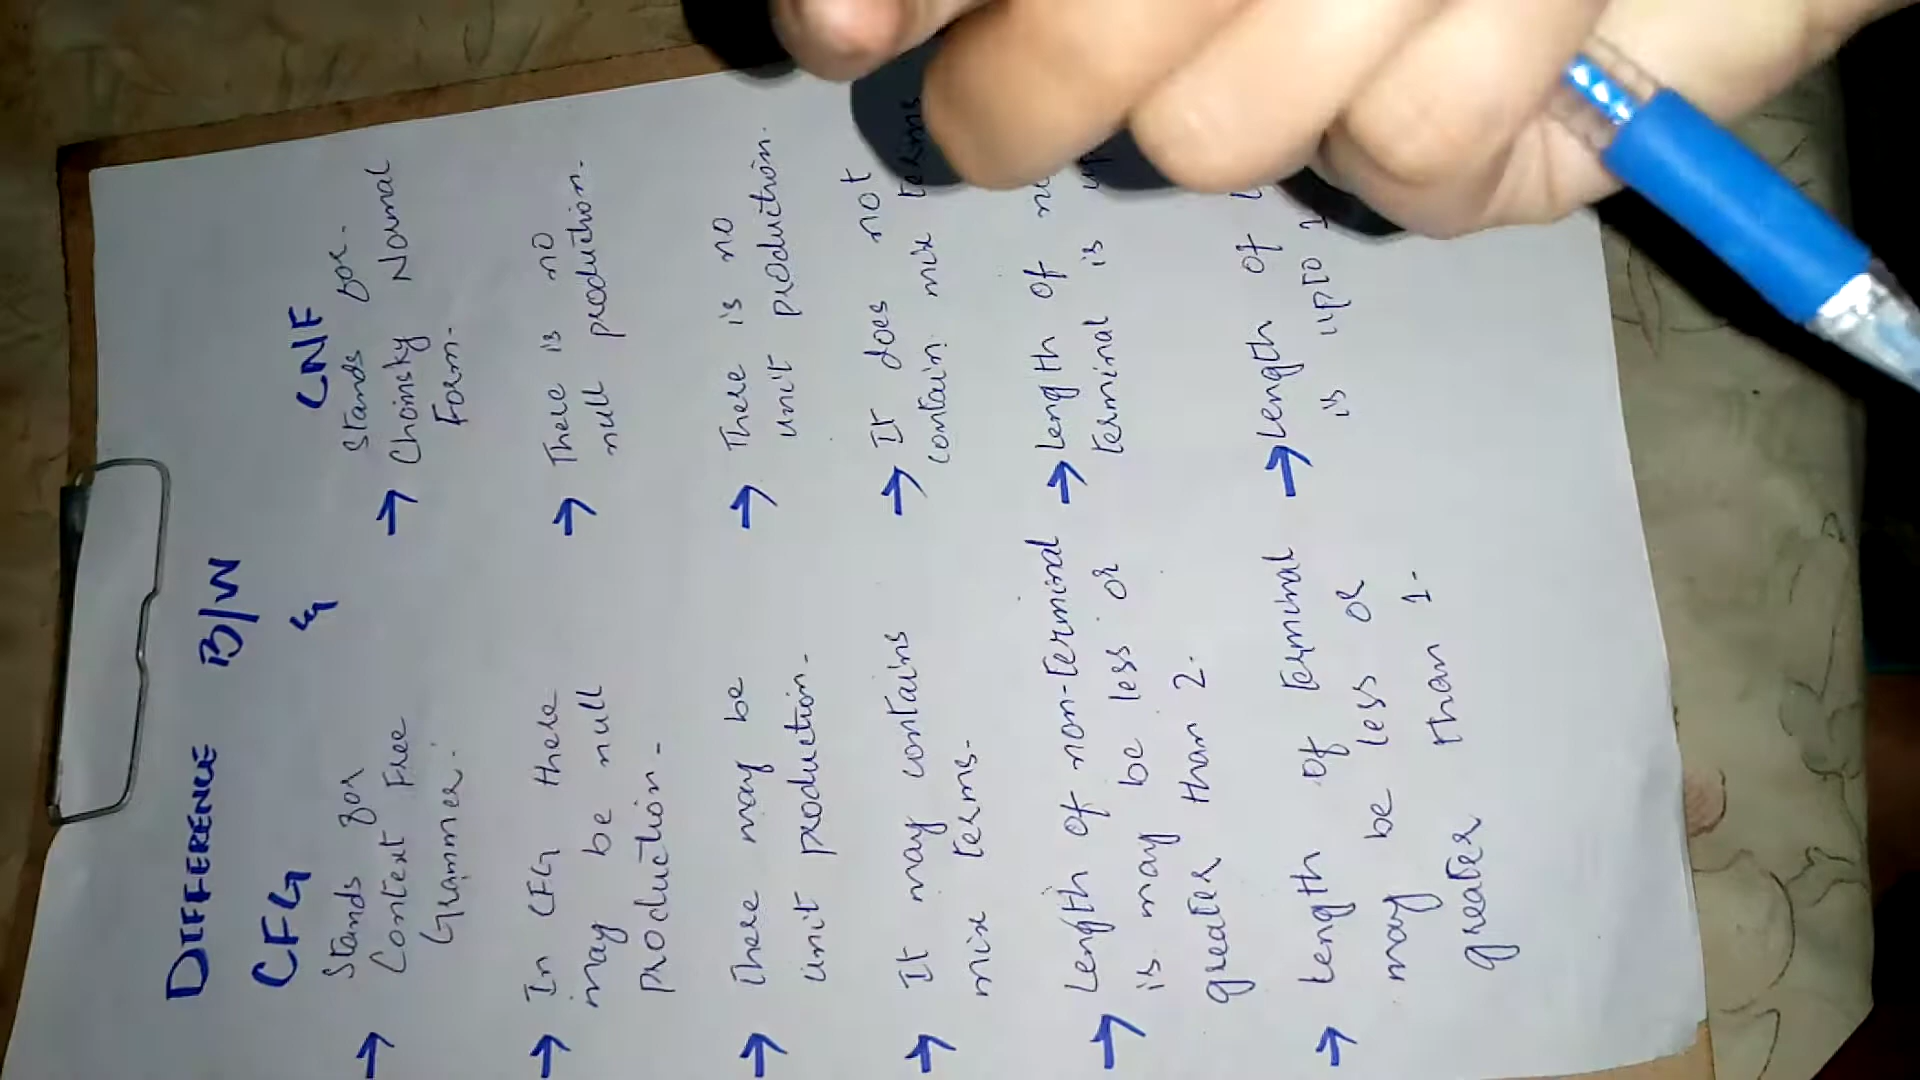 DIFFERENCE B/W
CFG & CNF
→ Stands for
Context Free
Grammer.
→ In CFG there
may be null
production.
There may be
→ unit production.
→ It may contains
mix terms.
→ Length of non-terminal
is may be less or
greater than 2.
→ Length of terminal
may be less or
greater than 1.
Stands for.
→ Chomsky Normal
Form.
→ There is no
null production.
→ There is no
unit production.
→ It does not
contain mix terms
→ Length of
terminal is
→ Length of
is upto 1